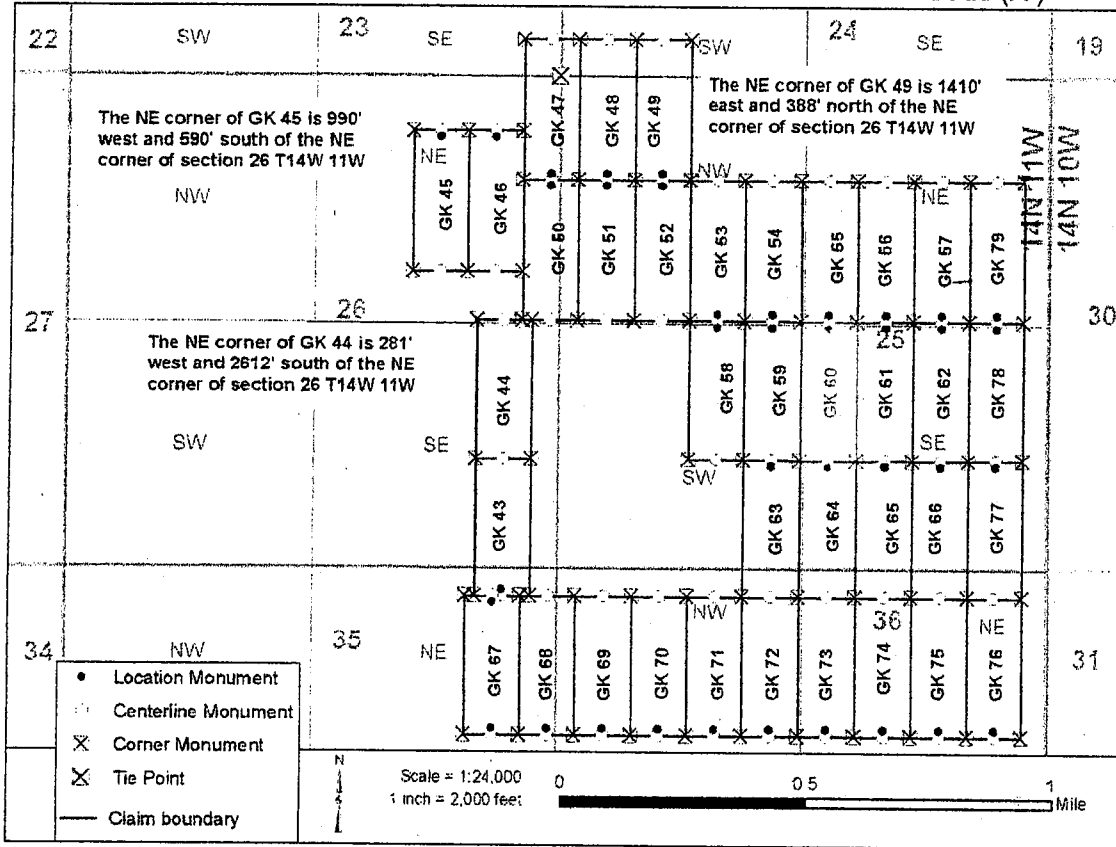 22
SW
23
SE
SW
24
SE
19
The NE corner of GK 49 is 1410'
east and 388' north of the NE
corner of section 26 T14W 11W
The NE corner of GK 45 is 990'
west and 590' south of the NE
corner of section 26 T14W 11W
GK 47
GK 48
GK 49
14N 11W
14N 10W
NE
NW
NW
NE
GK 45
GK 46
GK 50
GK 51
GK 52
GK 53
GK 54
GK 55
GK 56
GK 57
GK 79
27
26
25
30
The NE corner of GK 44 is 281'
west and 2612' south of the NE
corner of section 26 T14W 11W
GK 44
GK 58
GK 59
GK 60
GK 61
GK 62
GK 78
SW
SE
SW
SE
GK 43
GK 63
GK 64
GK 65
GK 66
GK 77
34
NW
35
NE
NW
36
NE
31
GK 67
GK 68
GK 69
GK 70
GK 71
GK 72
GK 73
GK 74
GK 75
GK 76
Location Monument
Centerline Monument
Corner Monument
Tie Point
Claim boundary
N
Scale = 1:24,000
1 inch = 2,000 feet
0
0 5
1
Mile